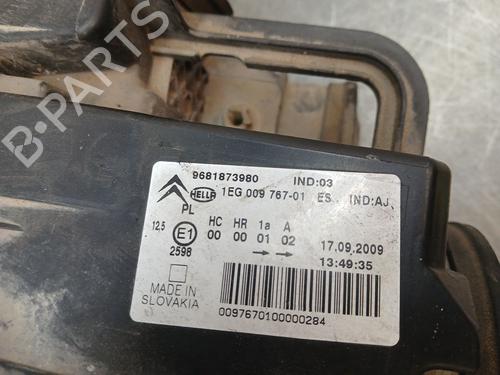 9681873980 IND:03
HELLA 1EG 009 767-01 ES IND:AJ
PL
HC HR 1a A
12,5 E1 00 00 01 02 17.09.2009
2598 →→ 13:49:35
MADE IN
SLOVAKIA
0097670100000284
B